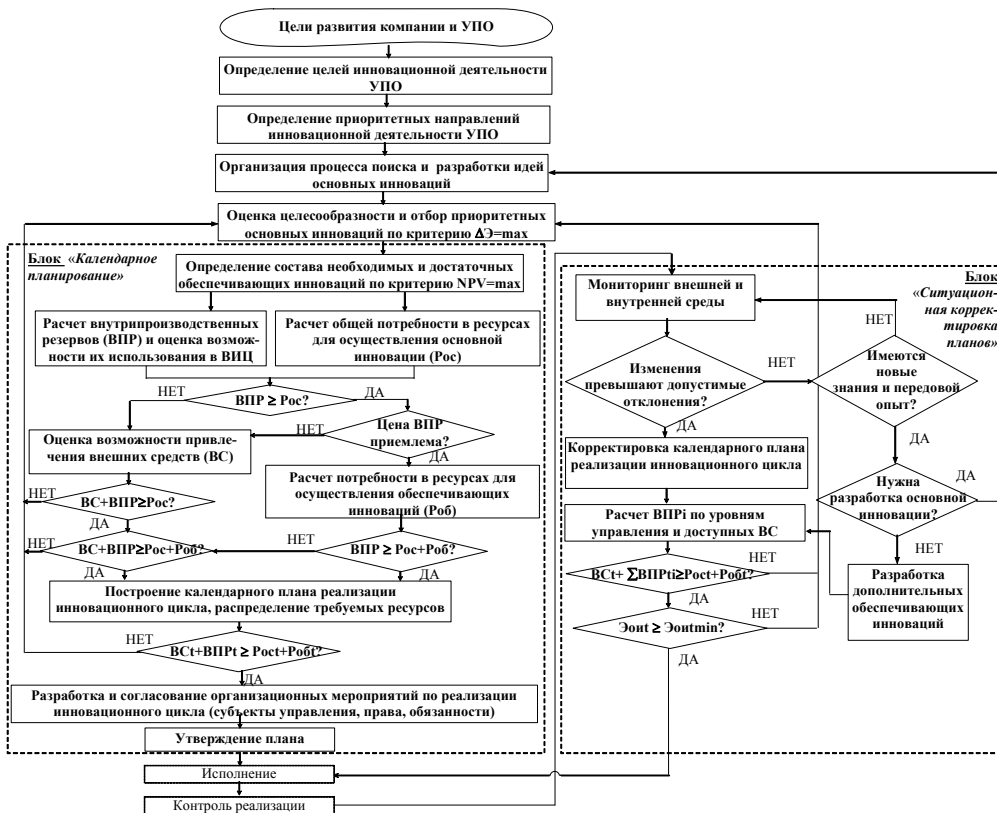 Цели развития компании и УПО
Определение целей инновационной деятельности
УПО
Определение приоритетных направлений
инновационной деятельности УПО
Организация процесса поиска и разработки идей
основных инноваций
Оценка целесообразности и отбор приоритетных
основных инноваций по критерию ΔЭ=max
Блок «Календарное
планирование»
Определение состава необходимых и достаточных
обеспечивающих инноваций по критерию NPV=max
Расчет внутрипроизводственных
резервов (ВПР) и оценка возмож-
ности их использования в ВИЦ
Расчет общей потребности в ресурсах
для осуществления основной
инновации (Рос)
НЕТ
ВПР ≥ Рос?
ДА
Оценка возможности привле-
чения внешних средств (ВС)
НЕТ
Цена ВПР
приемлема?
ДА
Расчет потребности в ресурсах для
осуществления обеспечивающих
инноваций (Роб)
НЕТ
ВС+ВПР≥Рос?
ДА
НЕТ
ВС+ВПР≥Рос+Роб?
НЕТ
ВПР ≥ Рос+Роб?
ДА
ДА
Построение календарного плана реализации
инновационного цикла, распределение требуемых ресурсов
НЕТ
ВСt+ВПРt ≥ Росt+Робt?
ДА
Разработка и согласование организационных мероприятий по реализации
инновационного цикла (субъекты управления, права, обязанности)
Утверждение плана
Исполнение
Контроль реализации
Блок
«Ситуацион-
ная коррек-
тировка
планов»
Мониторинг внешней и
внутренней среды
НЕТ
Изменения
превышают допустимые
отклонения?
НЕТ
Имеются
новые
знания и передовой
опыт?
ДА
ДА
Корректировка календарного плана
реализации инновационного цикла
Нужна
разработка основной
инновации?
ДА
НЕТ
Расчет ВПРi по уровням
управления и доступных ВС
НЕТ
ВСt+ ∑ВПРti≥Росt+Робt?
ДА
Разработка
дополнительных
обеспечивающих
инноваций
НЕТ
Эоиt ≥ Эоиtmin?
ДА